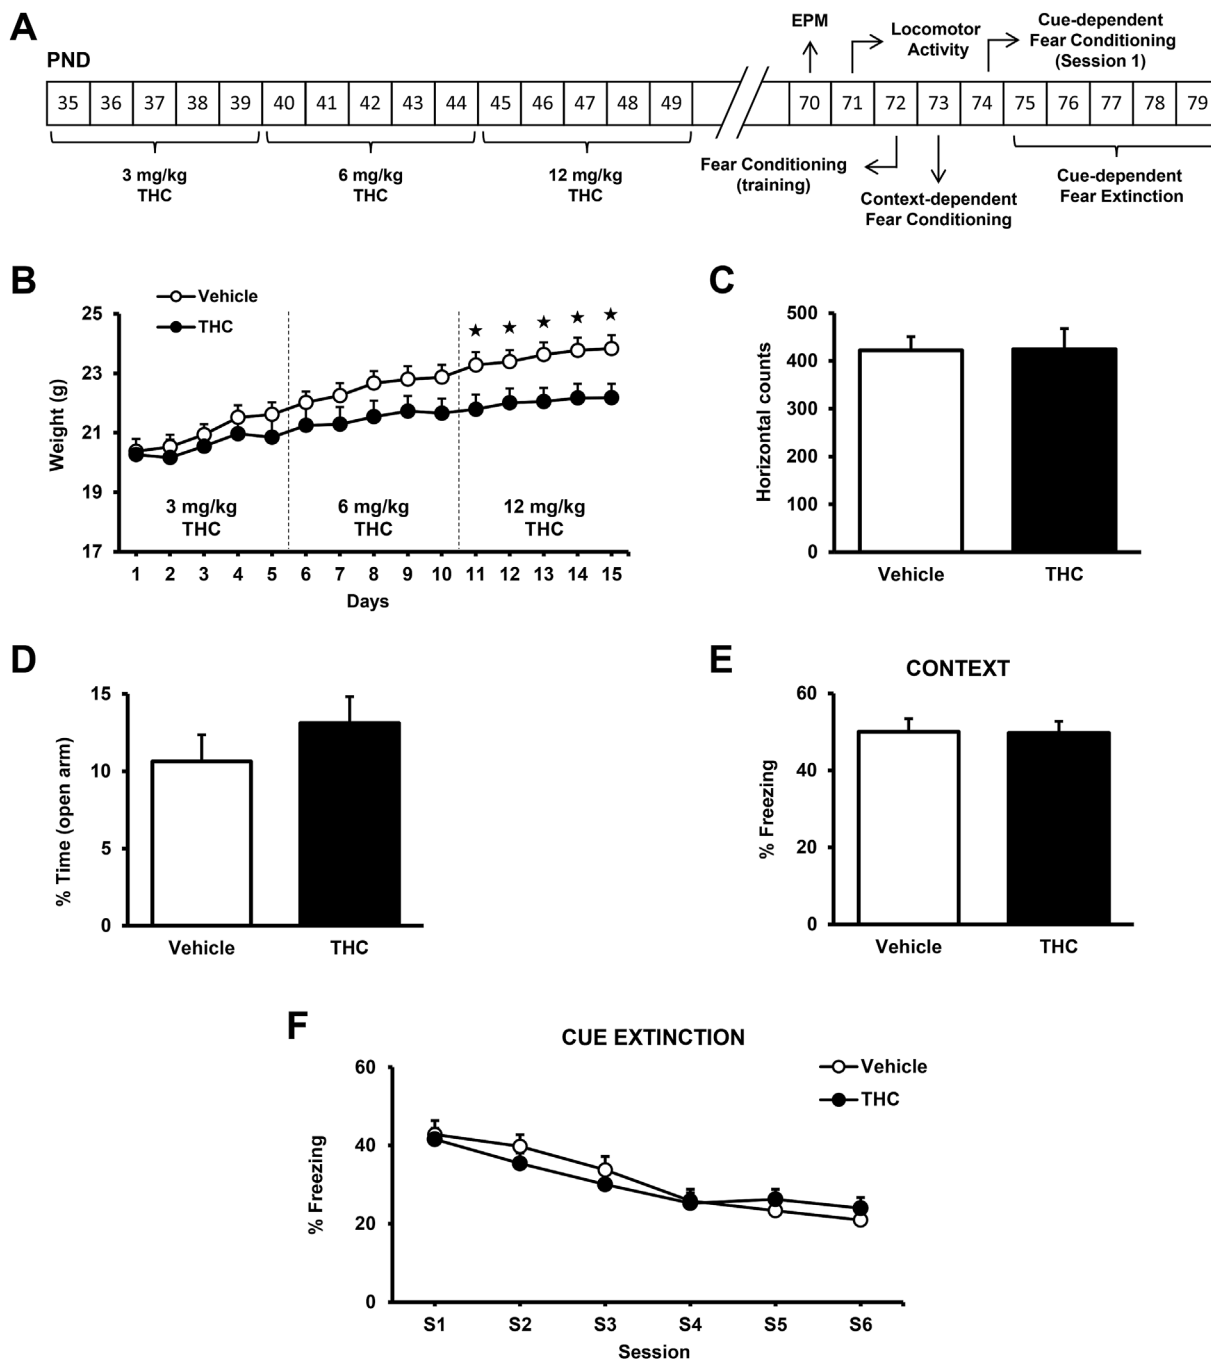 A
PND
35 36 37 38 39 40 41 42 43 44 45 46 47 48 49 70 71 72 73 74 75 76 77 78 79
EPM
Locomotor
Activity
Cue-dependent
Fear Conditioning
(Session 1)
3 mg/kg
THC
6 mg/kg
THC
12 mg/kg
THC
Fear Conditioning
(training)
Context-dependent
Fear Conditioning
Cue-dependent
Fear Extinction
B
Vehicle
THC
Weight (g)
25
23
21
19
17
3 mg/kg
THC
6 mg/kg
THC
12 mg/kg
THC
1 2 3 4 5 6 7 8 9 10 11 12 13 14 15
Days
C
Horizontal counts
500
400
300
200
100
0
Vehicle THC
D
% Time (open arm)
15
10
5
0
Vehicle THC
E
CONTEXT
% Freezing
60
40
20
0
Vehicle THC
F
CUE EXTINCTION
Vehicle
THC
% Freezing
60
40
20
0
S1 S2 S3 S4 S5 S6
Session